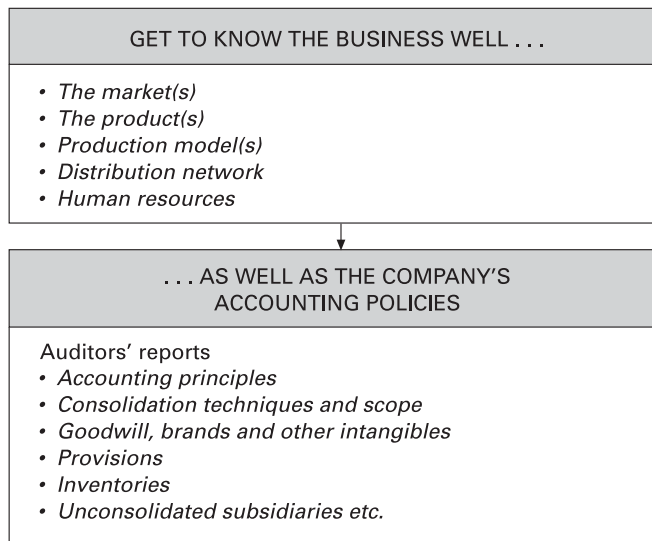 GET TO KNOW THE BUSINESS WELL . . .
• The market(s)
• The product(s)
• Production model(s)
• Distribution network
• Human resources
. . . AS WELL AS THE COMPANY’S
ACCOUNTING POLICIES
Auditors’ reports
• Accounting principles
• Consolidation techniques and scope
• Goodwill, brands and other intangibles
• Provisions
• Inventories
• Unconsolidated subsidiaries etc.